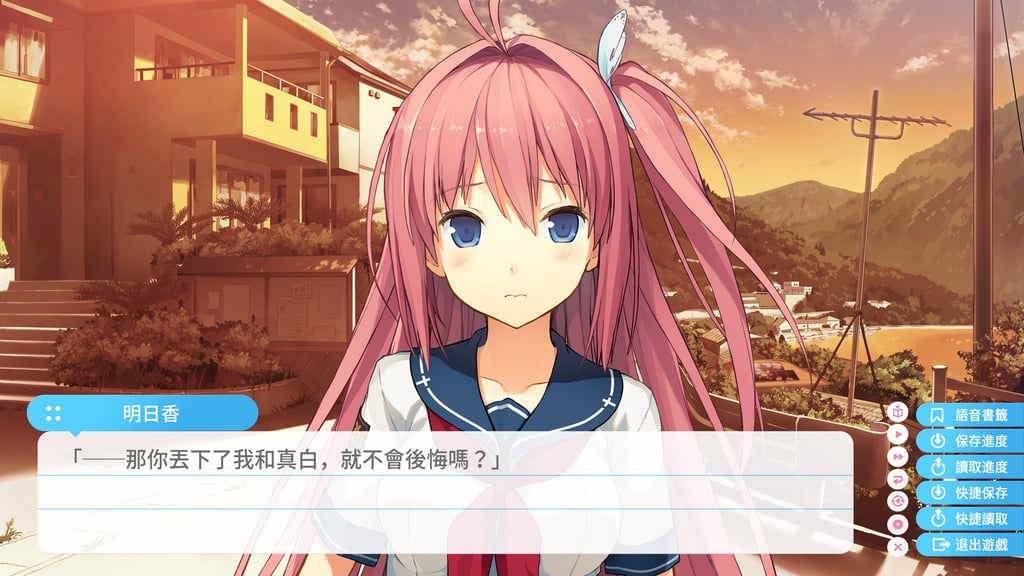 明日香
「——那你丟下了我和真白，就不會後悔嗎？」
語音書籤
保存進度
讀取進度
快捷保存
快捷讀取
退出遊戲